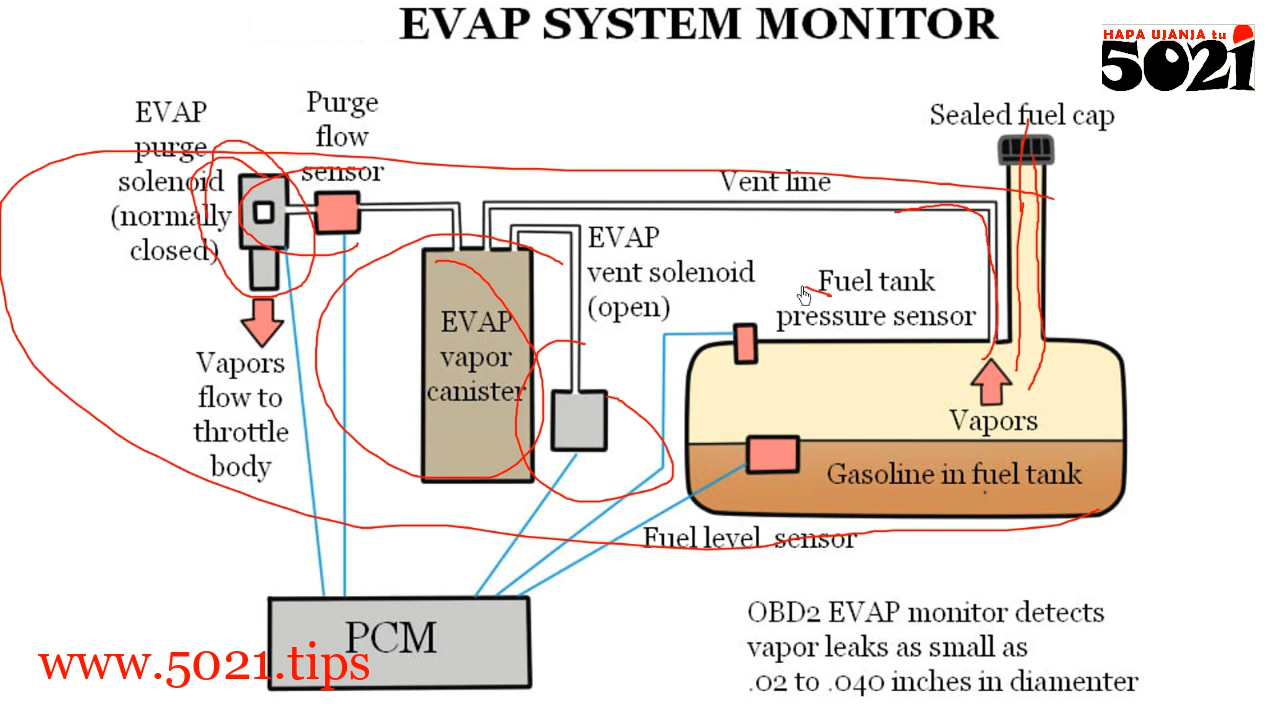 EVAP SYSTEM MONITOR
HAPA UJANJA tu
5021
EVAP
purge
solenoid
(normally
closed)
Purge
flow
sensor
Sealed fuel cap
Vent line
EVAP
vent solenoid
(open)
Fuel tank
pressure sensor
EVAP
vapor
canister
Vapors
flow to
throttle
body
Vapors
Gasoline in fuel tank
Fuel level sensor
PCM
www.5021.tips
OBD2 EVAP monitor detects
vapor leaks as small as
.02 to .040 inches in diamenter